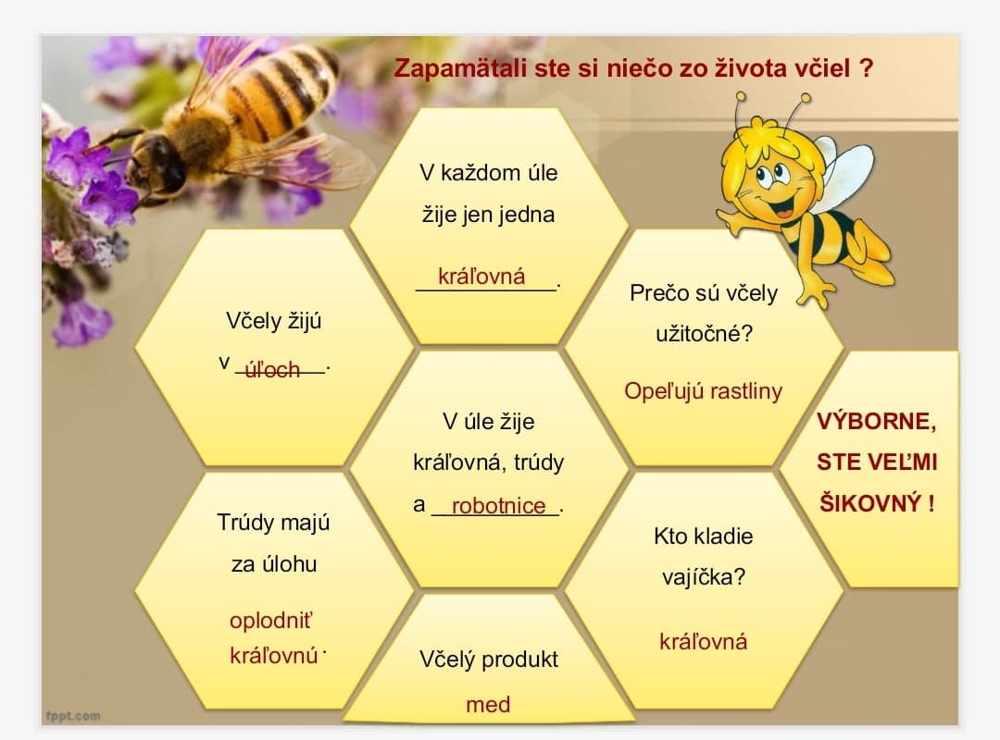 Zapamätali ste si niečo zo života včiel ?
V každom úle
žije jen jedna
kráľovná.
Včely žijú
v úľoch.
Prečo sú včely
užitočné?
Opeľujú rastliny
V úle žije
kráľovná, trúdy
a robotnice.
VÝBORNE,
STE VEĽMI
ŠIKOVNÝ !
Trúdy majú
za úlohu
oplodniť
kráľovnú.
Kto kladie
vajíčka?
kráľovná
Včelý produkt
med
fppt.com